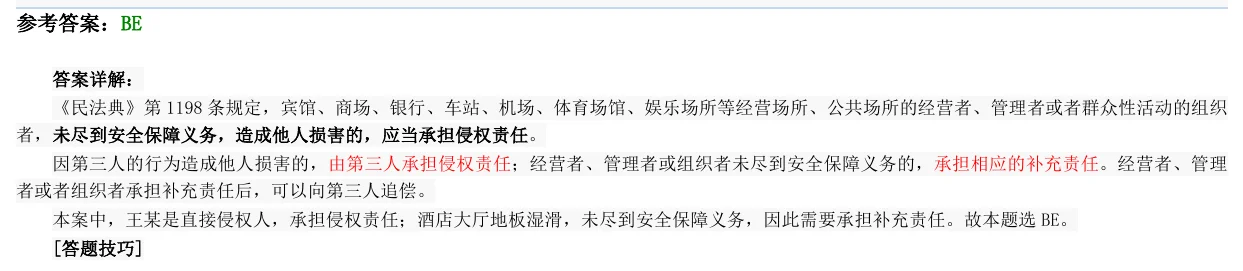 参考答案：BE
答案详解：
《民法典》第 1198 条规定，宾馆、商场、银行、车站、机场、体育场馆、娱乐场所等经营场所、公共场所的经营者、管理者或者群众性活动的组织
者，未尽到安全保障义务，造成他人损害的，应当承担侵权责任。
因第三人的行为造成他人损害的，由第三人承担侵权责任；经营者、管理者或组织者未尽到安全保障义务的，承担相应的补充责任。经营者、管理
者或者组织者承担补充责任后，可以向第三人追偿。
本案中，王某是直接侵权人，承担侵权责任；酒店大厅地板湿滑，未尽到安全保障义务，因此需要承担补充责任。故本题选 BE。
[答题技巧]